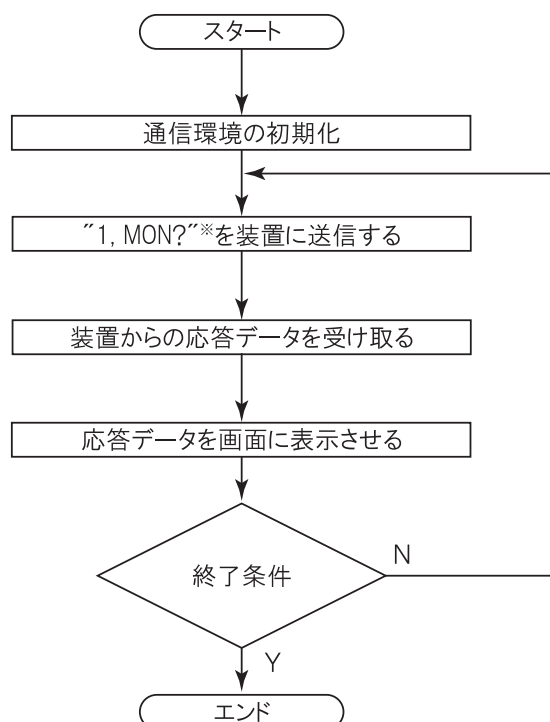 スタート
通信環境の初期化
"1, MON?"※を装置に送信する
装置からの応答データを受け取る
応答データを画面に表示させる
終了条件
N
Y
エンド